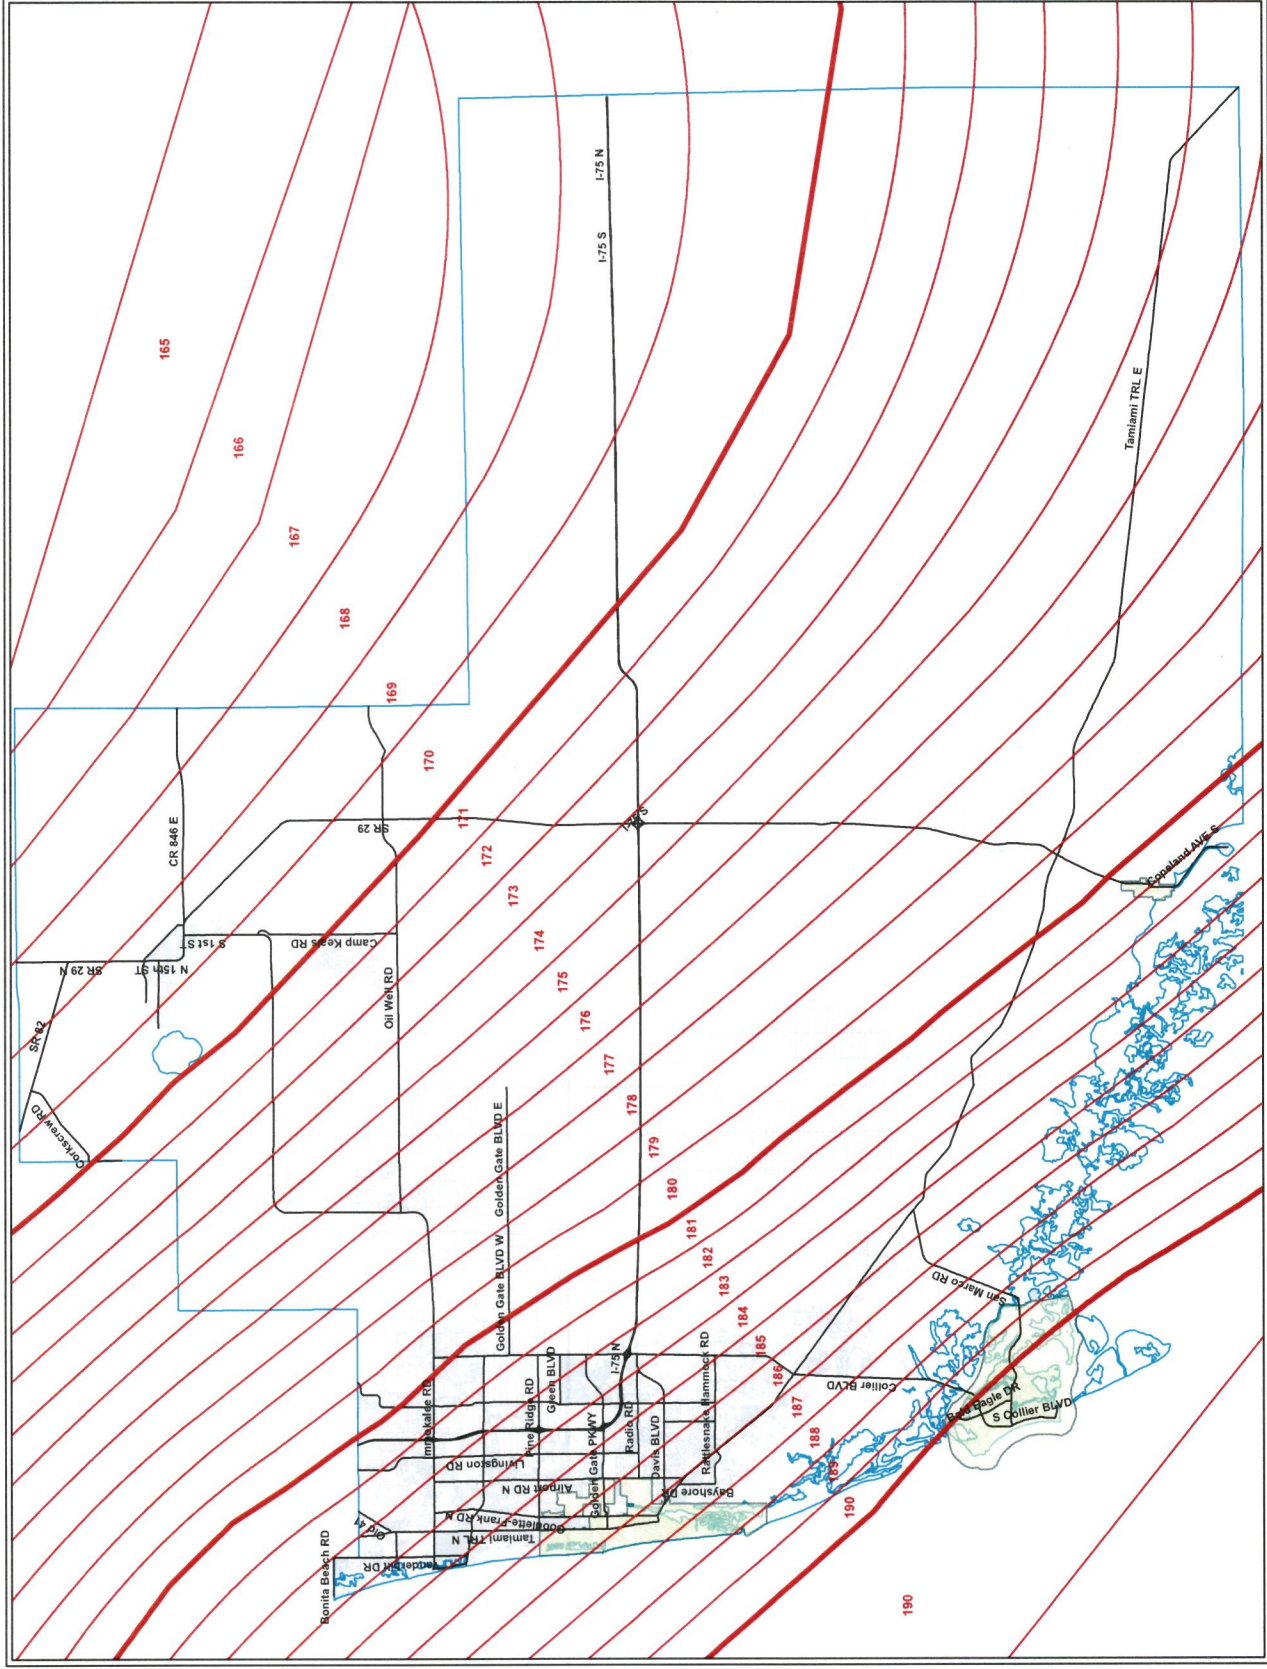 165
166
167
168
169
170
171
172
173
174
175
176
177
178
179
180
181
182
183
184
185
186
187
188
189
190
190
I-75 N
I-75 S
Tamiami TRL E
CR 846 E
SR 29
SR 29 N
N 15th ST
S 1st ST
SR 82
Corkscrew RD
Camp Keais RD
Oil Well RD
Golden Gate BLVD E
Golden Gate BLVD W
I-75 S
Copeland AVE S
San Marco RD
Immokalee RD
Pine Ridge RD
Green BLVD
I-75 N
Golden Gate PKWY
Radio RD
Davis BLVD
Rattlesnake Hammock RD
Livingston RD
Airport RD N
Goodlette-Frank RD N
Tamiami TRL N
Old 41
Vanderbilt DR
Bonita Beach RD
Bayshore DR
Collier BLVD
Bald Eagle DR
S Collier BLVD